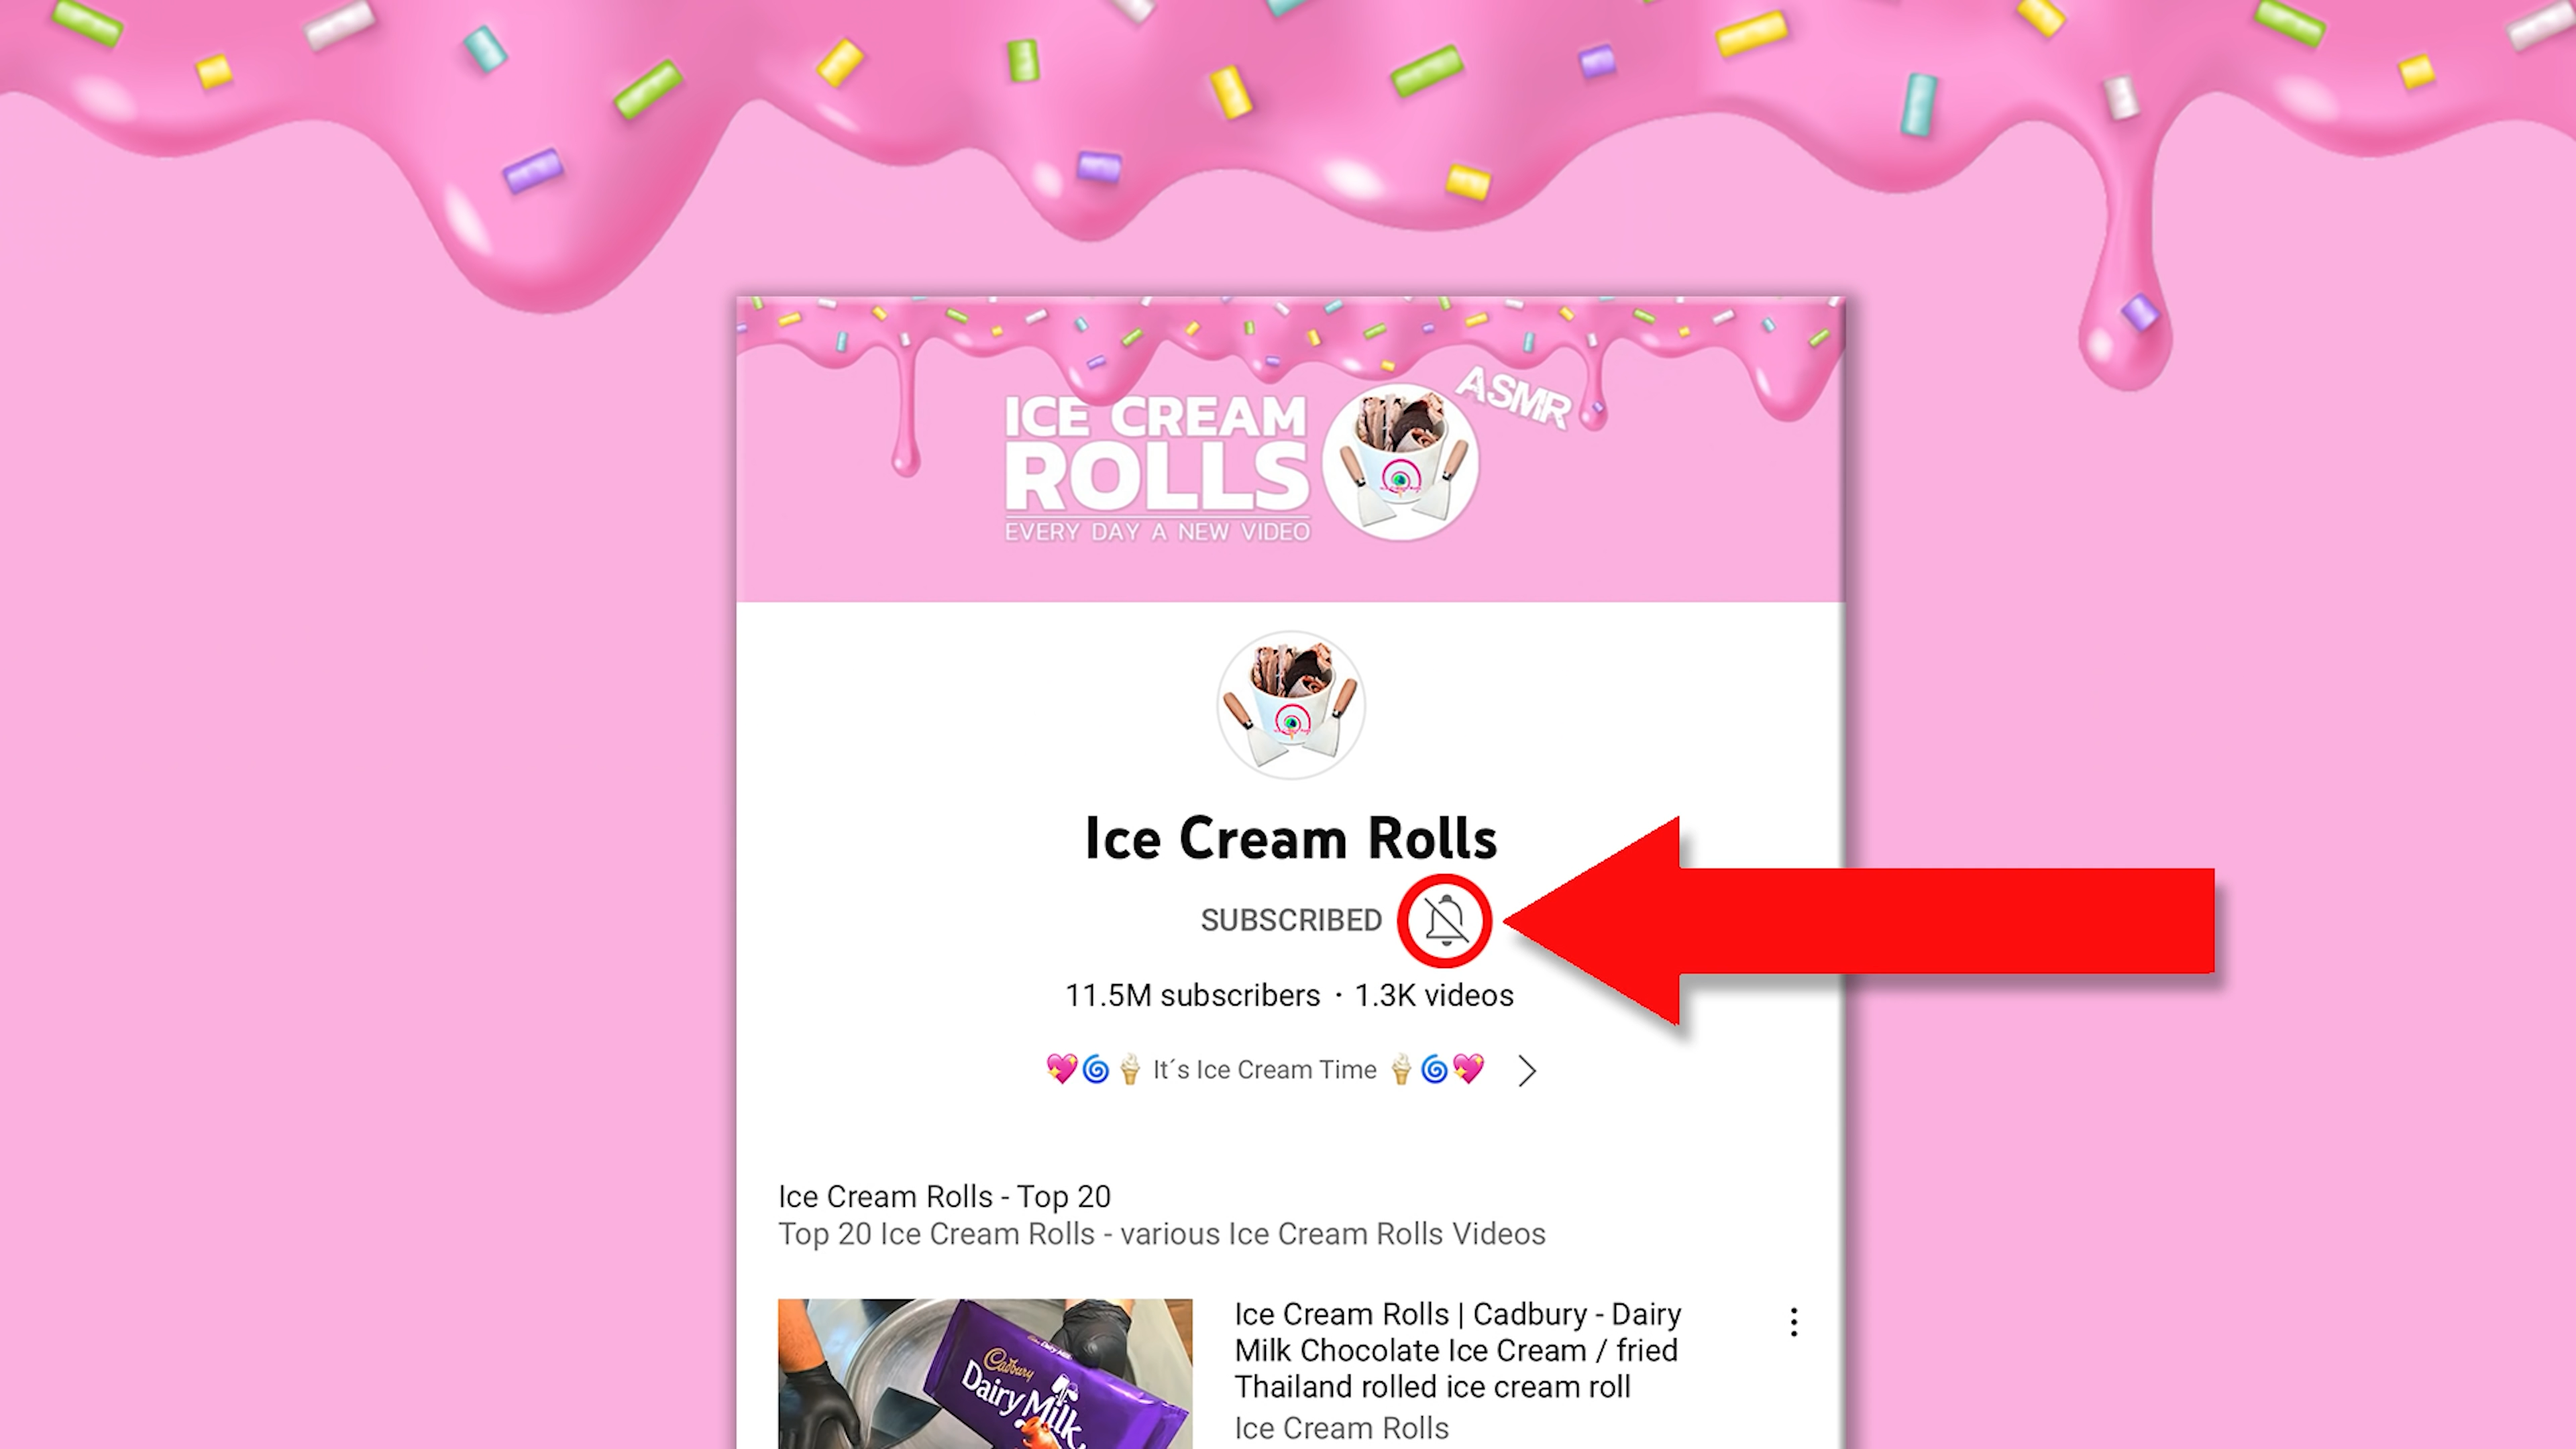 ICE CREAM
ASMR
ROLLS
EVERY DAY A NEW VIDEO
Ice Cream Rolls
SUBSCRIBED
11.5M subscribers · 1.3K videos
💖🌀🍦 It´s Ice Cream Time 🍦🌀💖
Ice Cream Rolls - Top 20
Top 20 Ice Cream Rolls - various Ice Cream Rolls Videos
Ice Cream Rolls | Cadbury - Dairy
Milk Chocolate Ice Cream / fried
Thailand rolled ice cream roll
Ice Cream Rolls
Cadbury
Dairy Milk